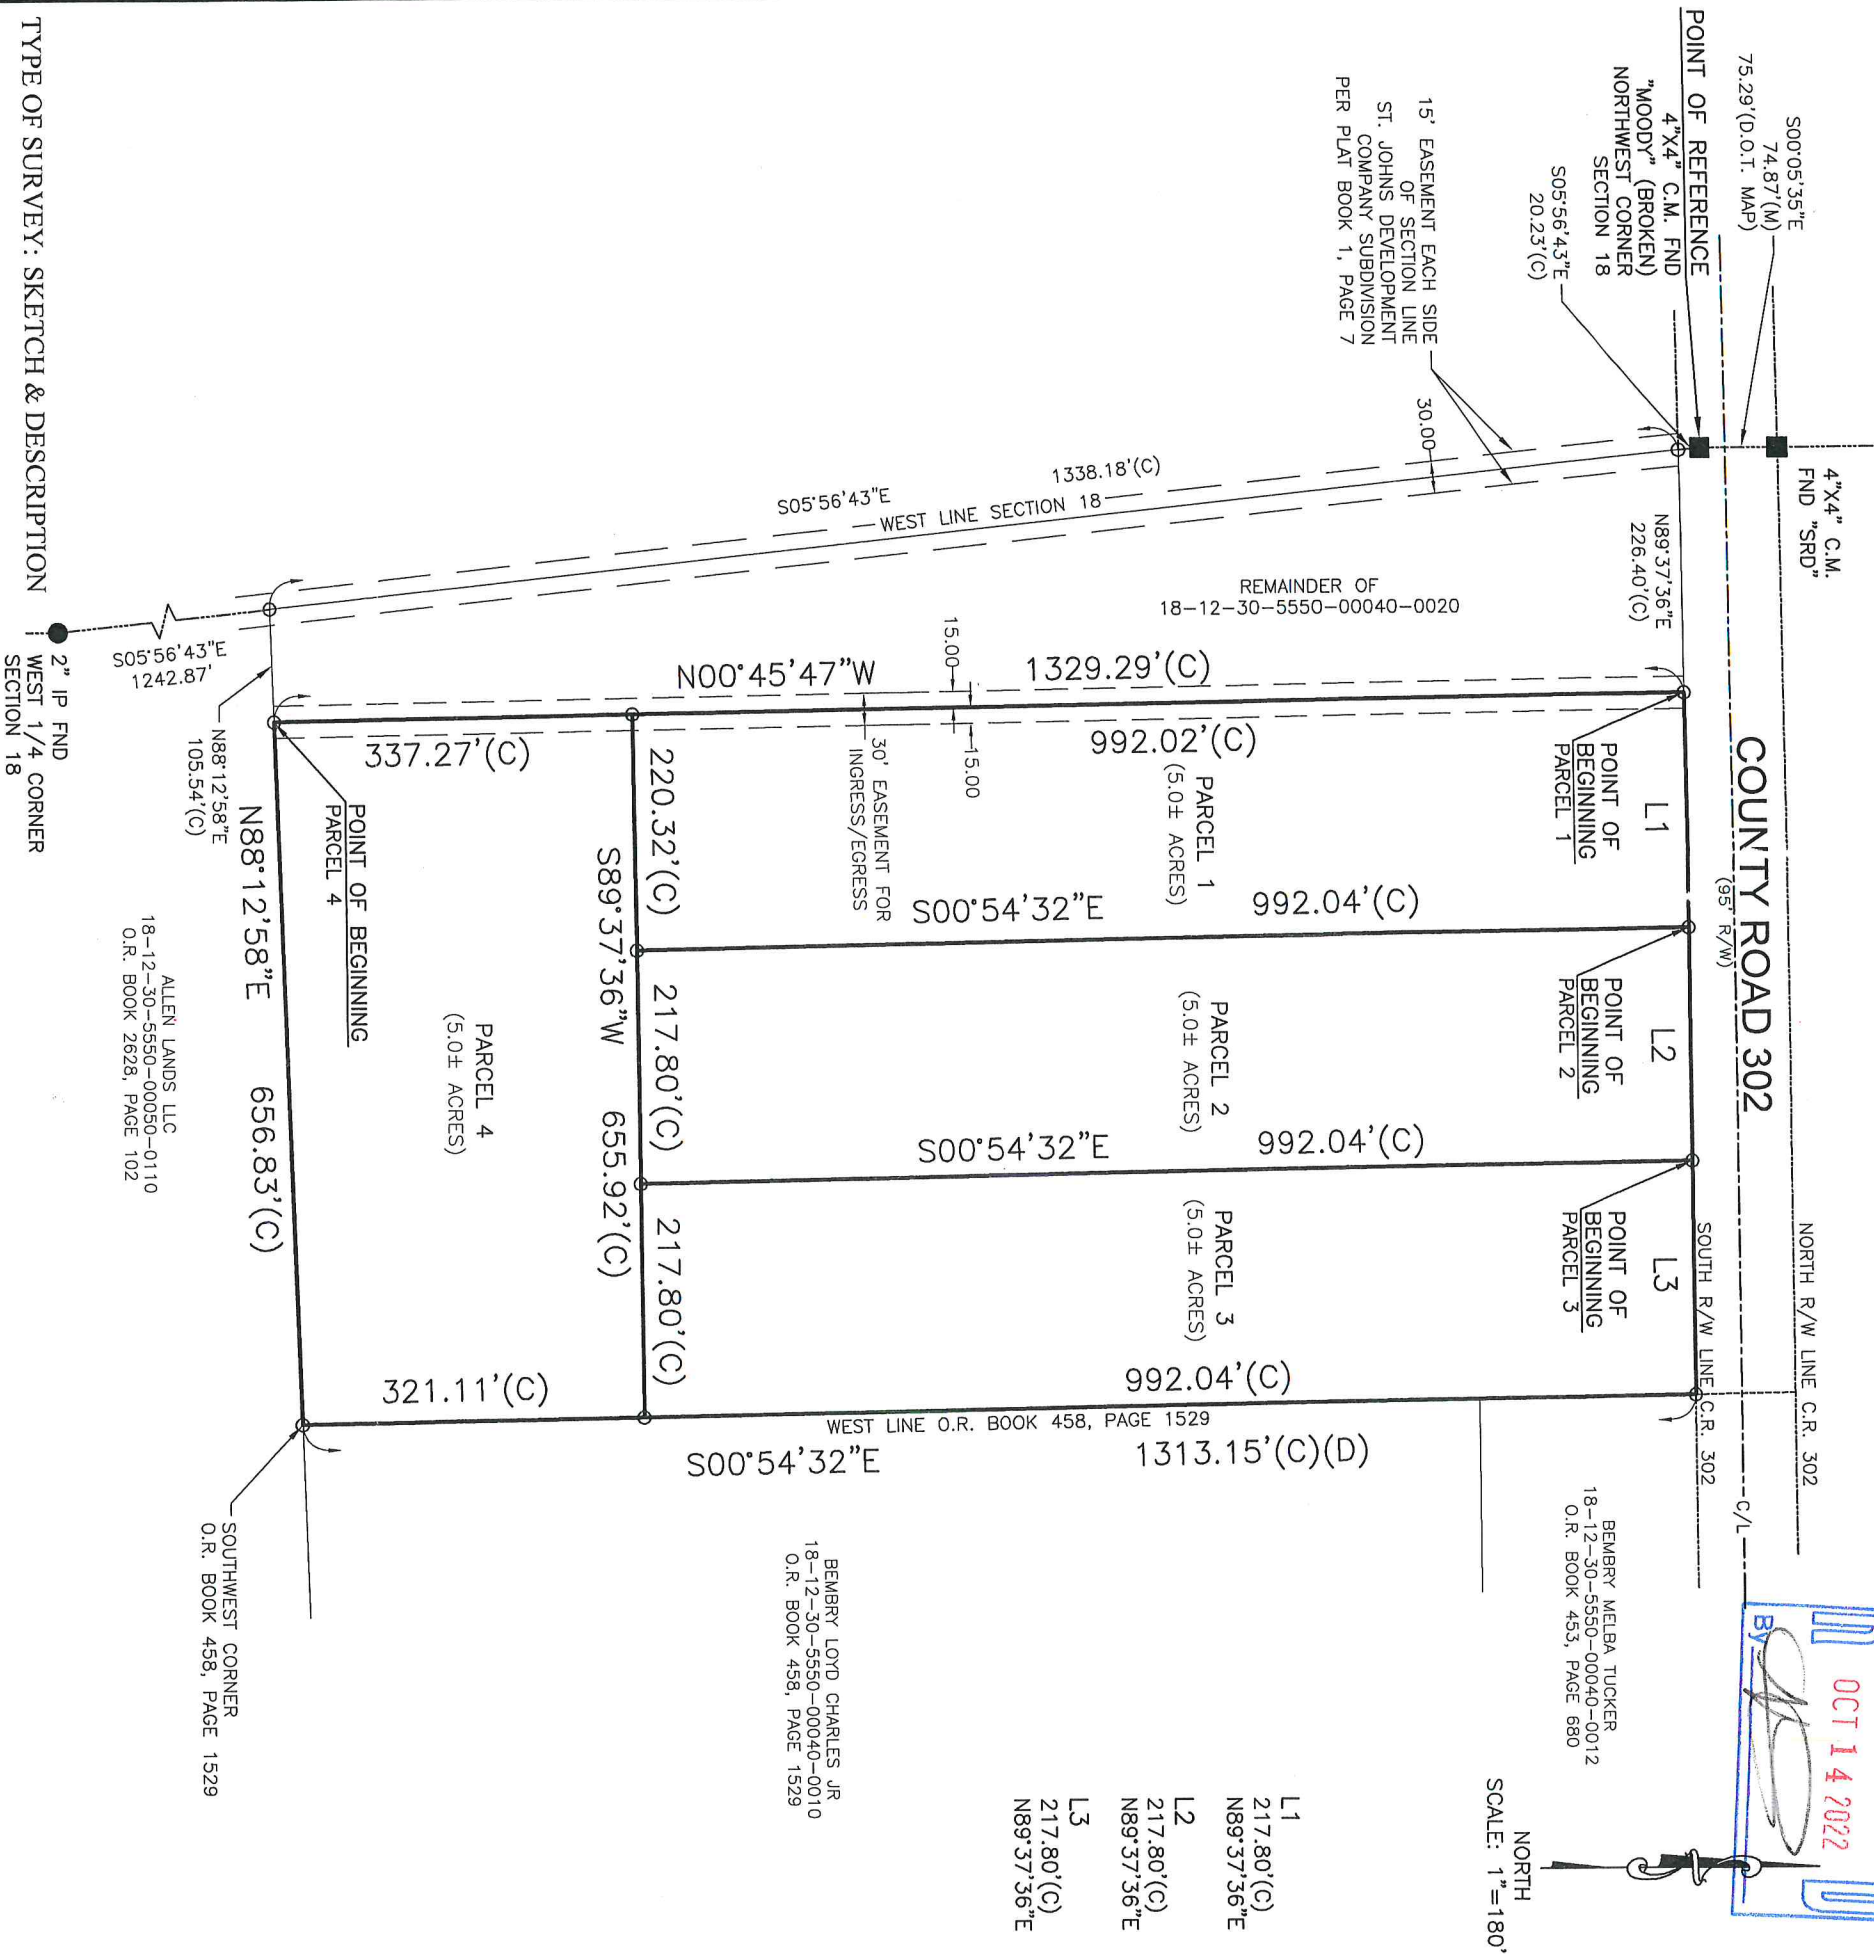 S00°05'35"E
74.87'(M)
75.29'(D.O.T. MAP)
POINT OF REFERENCE
4"X4" C.M. FND
"MOODY" (BROKEN)
NORTHWEST CORNER
SECTION 18
S05°56'43"E
20.23'(C)
4"X4" C.M.
FND "SRD"
N89°37'36"E
226.40'(C)
COUNTY ROAD 302
(95' R/W)
NORTH R/W LINE C.R. 302
SOUTH R/W LINE C.R. 302
C/L
OCT 14 2022
By
15' EASEMENT EACH SIDE
OF SECTION LINE
ST. JOHNS DEVELOPMENT
COMPANY SUBDIVISION
PER PLAT BOOK 1, PAGE 7
30.00
1338.18'(C)
S05°56'43"E
WEST LINE SECTION 18
REMAINDER OF
18-12-30-5550-00040-0020
L1
POINT OF
BEGINNING
PARCEL 1
L2
POINT OF
BEGINNING
PARCEL 2
L3
POINT OF
BEGINNING
PARCEL 3
N00°45'47"W
1329.29'(C)
15.00
15.00
992.02'(C)
30' EASEMENT FOR
INGRESS/EGRESS
PARCEL 1
(5.0± ACRES)
S00°54'32"E
992.04'(C)
PARCEL 2
(5.0± ACRES)
S00°54'32"E
992.04'(C)
PARCEL 3
(5.0± ACRES)
992.04'(C)
WEST LINE O.R. BOOK 458, PAGE 1529
S00°54'32"E
1313.15'(C)(D)
220.32'(C)
217.80'(C)
217.80'(C)
S89°37'36"W
655.92'(C)
337.27'(C)
POINT OF BEGINNING
PARCEL 4
PARCEL 4
(5.0± ACRES)
321.11'(C)
N88°12'58"E
656.83'(C)
N88°12'58"E
105.54'(C)
S05°56'43"E
1242.87'
2" IP FND
WEST 1/4 CORNER
SECTION 18
ALLEN LANDS LLC
18-12-30-5550-00050-0110
O.R. BOOK 2628, PAGE 102
SOUTHWEST CORNER
O.R. BOOK 458, PAGE 1529
BEMBRY MELBA TUCKER
18-12-30-5550-00040-0012
O.R. BOOK 453, PAGE 680
BEMBRY LOYD CHARLES JR
18-12-30-5550-00040-0010
O.R. BOOK 458, PAGE 1529
NORTH
SCALE: 1"=180'
L1
217.80'(C)
N89°37'36"E
L2
217.80'(C)
N89°37'36"E
L3
217.80'(C)
N89°37'36"E
TYPE OF SURVEY: SKETCH & DESCRIPTION